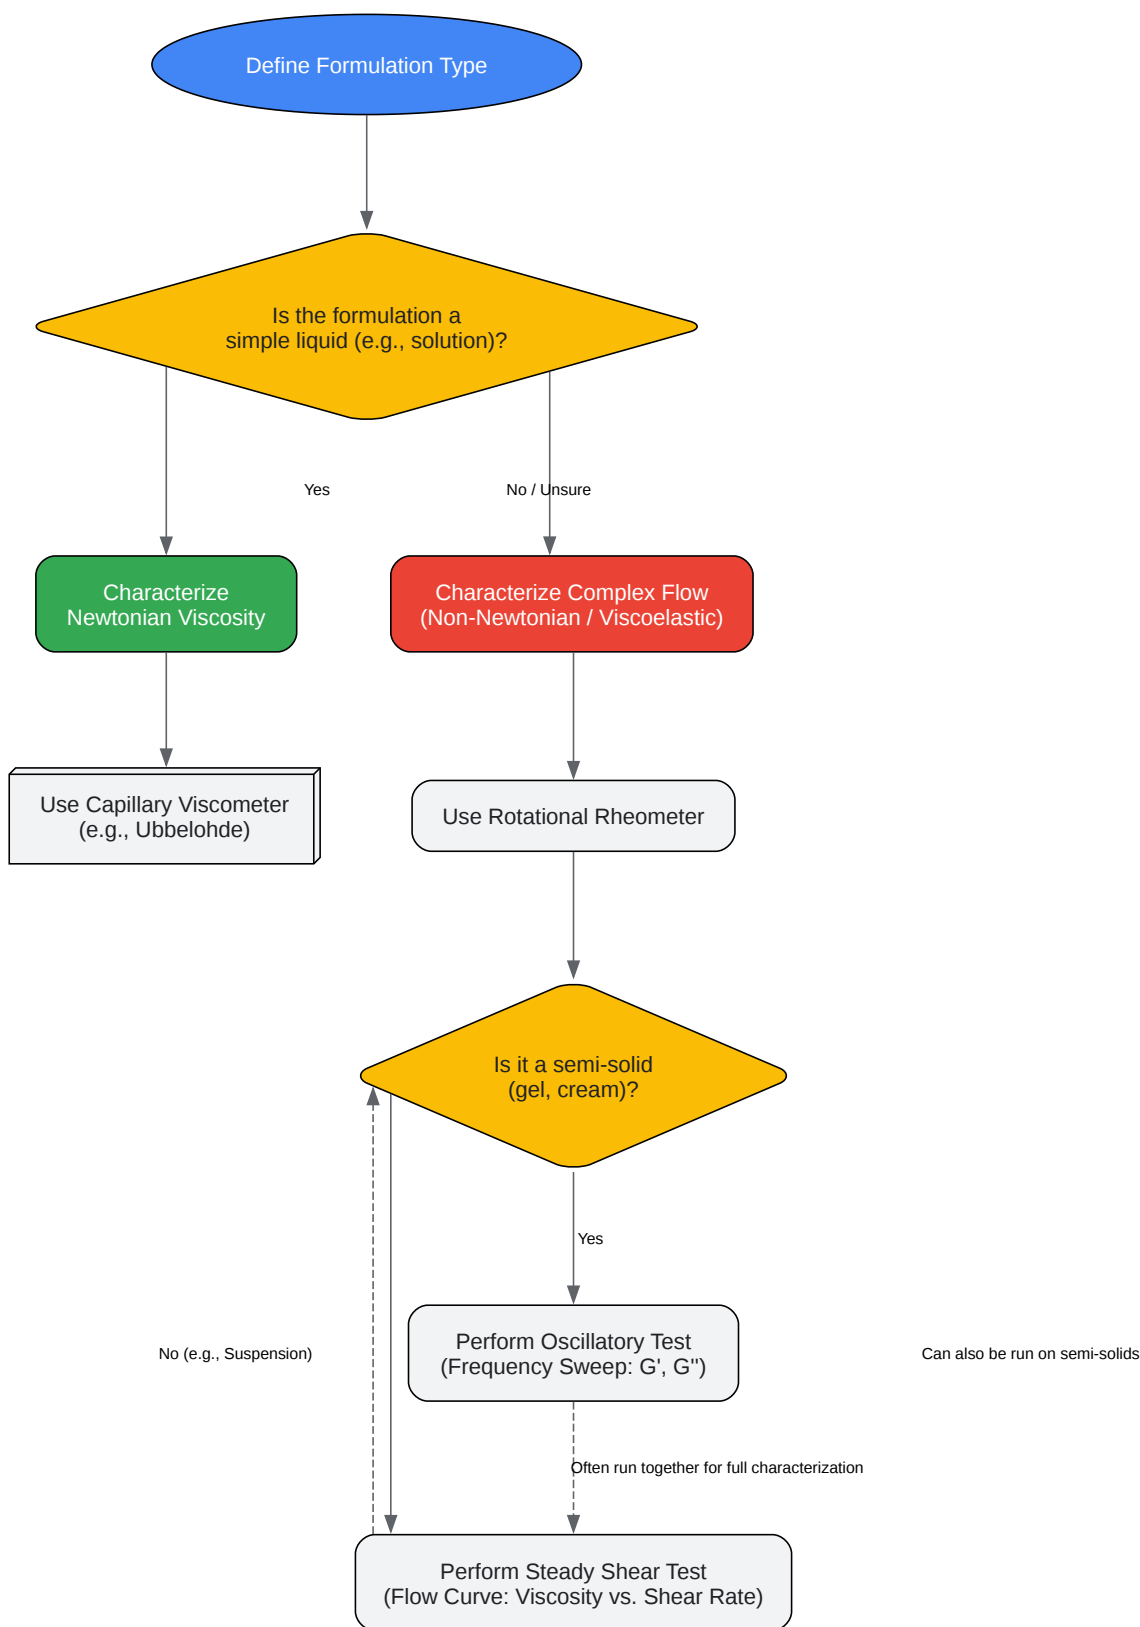 Define Formulation Type
Is the formulation a
simple liquid (e.g., solution)?
Yes
No / Unsure
Characterize
Newtonian Viscosity
Characterize Complex Flow
(Non-Newtonian / Viscoelastic)
Use Capillary Viscometer
(e.g., Ubbelohde)
Use Rotational Rheometer
Is it a semi-solid
(gel, cream)?
Yes
Perform Oscillatory Test
(Frequency Sweep: G', G'')
No (e.g., Suspension)
Can also be run on semi-solids
Often run together for full characterization
Perform Steady Shear Test
(Flow Curve: Viscosity vs. Shear Rate)